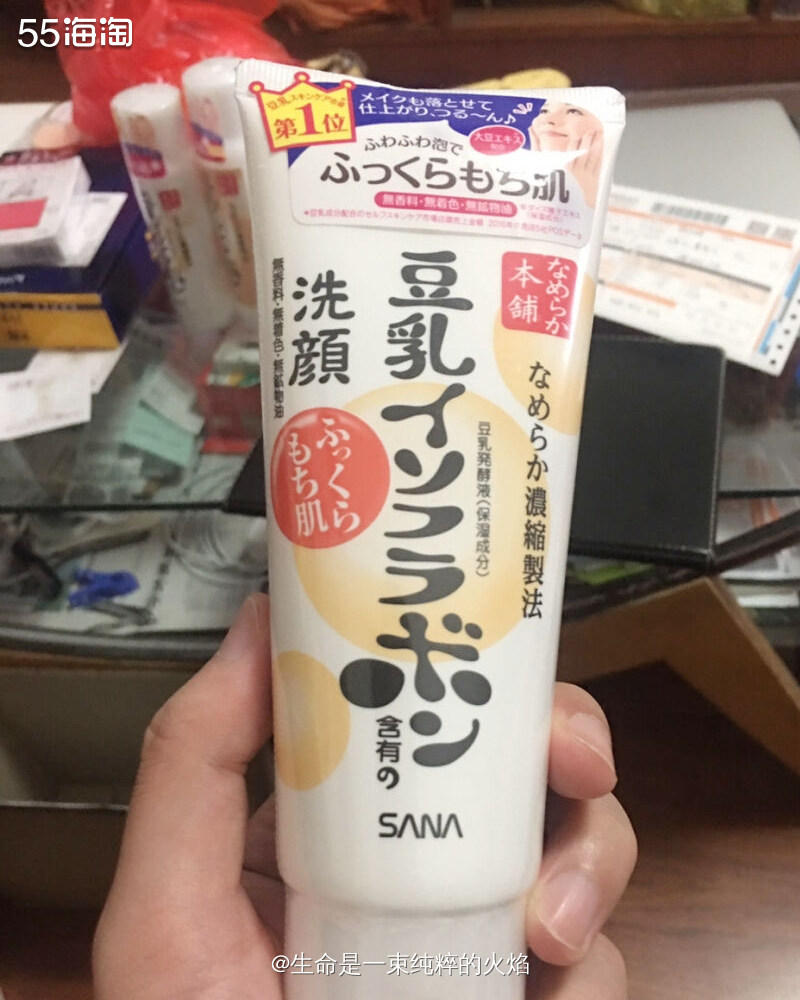 55海淘
豆乳スキンケア市場
第1位
メイクも落とせて
仕上がり、つる〜ん♪
ふわふわ泡で
大豆エキス
配合
ふっくらもち肌
無香料・無着色・無鉱物油
なめらか
本舗
なめらか濃縮製法
豆乳発酵液(保湿成分)
豆乳イソフラボン
含有の
洗顔
無香料・無着色・無鉱物油
ふっくら
もち肌
SANA
@生命是一束纯粹的火焰